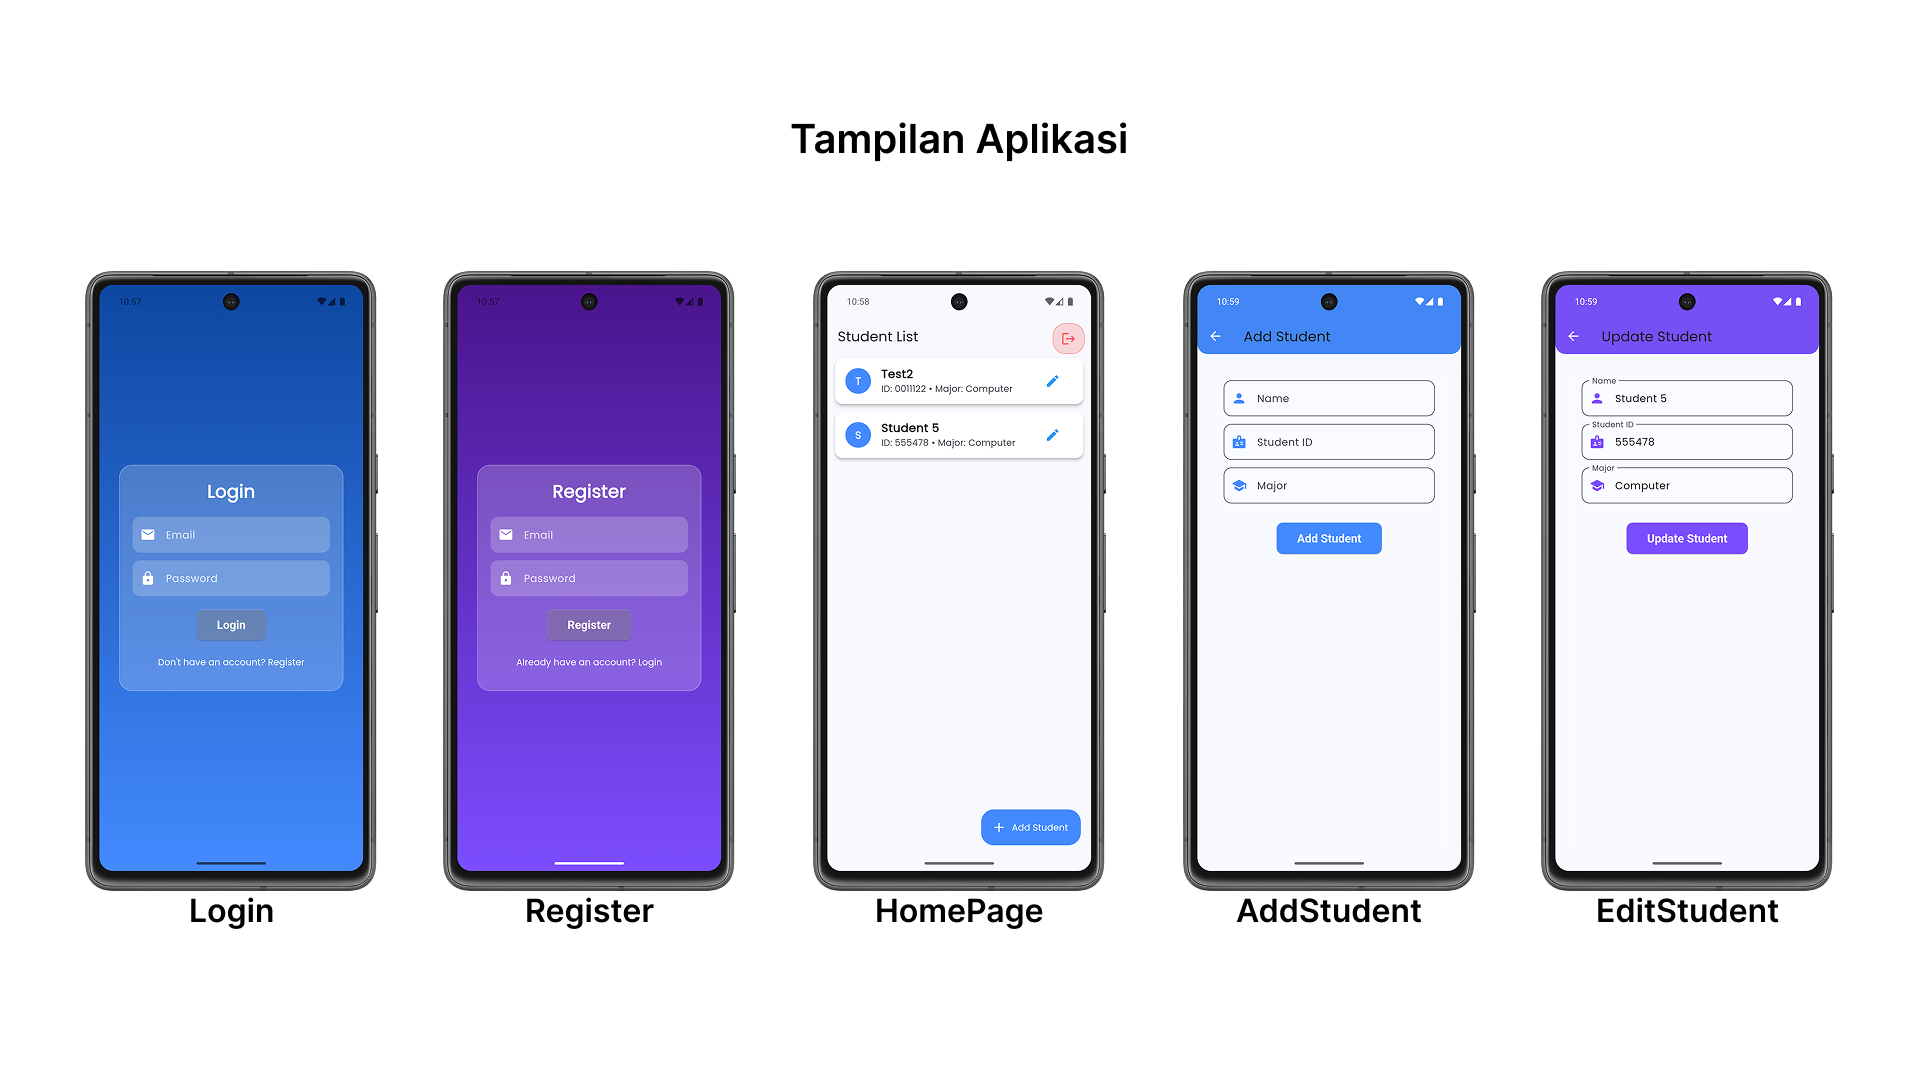 Tampilan Aplikasi
10:57
Login
Email
Password
Login
Don't have an account? Register
Login
10:57
Register
Email
Password
Register
Already have an account? Login
Register
10:58
Student List
T
Test2
ID: 0011122 • Major: Computer
S
Student 5
ID: 555478 • Major: Computer
+ Add Student
HomePage
10:59
Add Student
Name
Student ID
Major
Add Student
AddStudent
10:59
Update Student
Name
Student 5
Student ID
555478
Major
Computer
Update Student
EditStudent